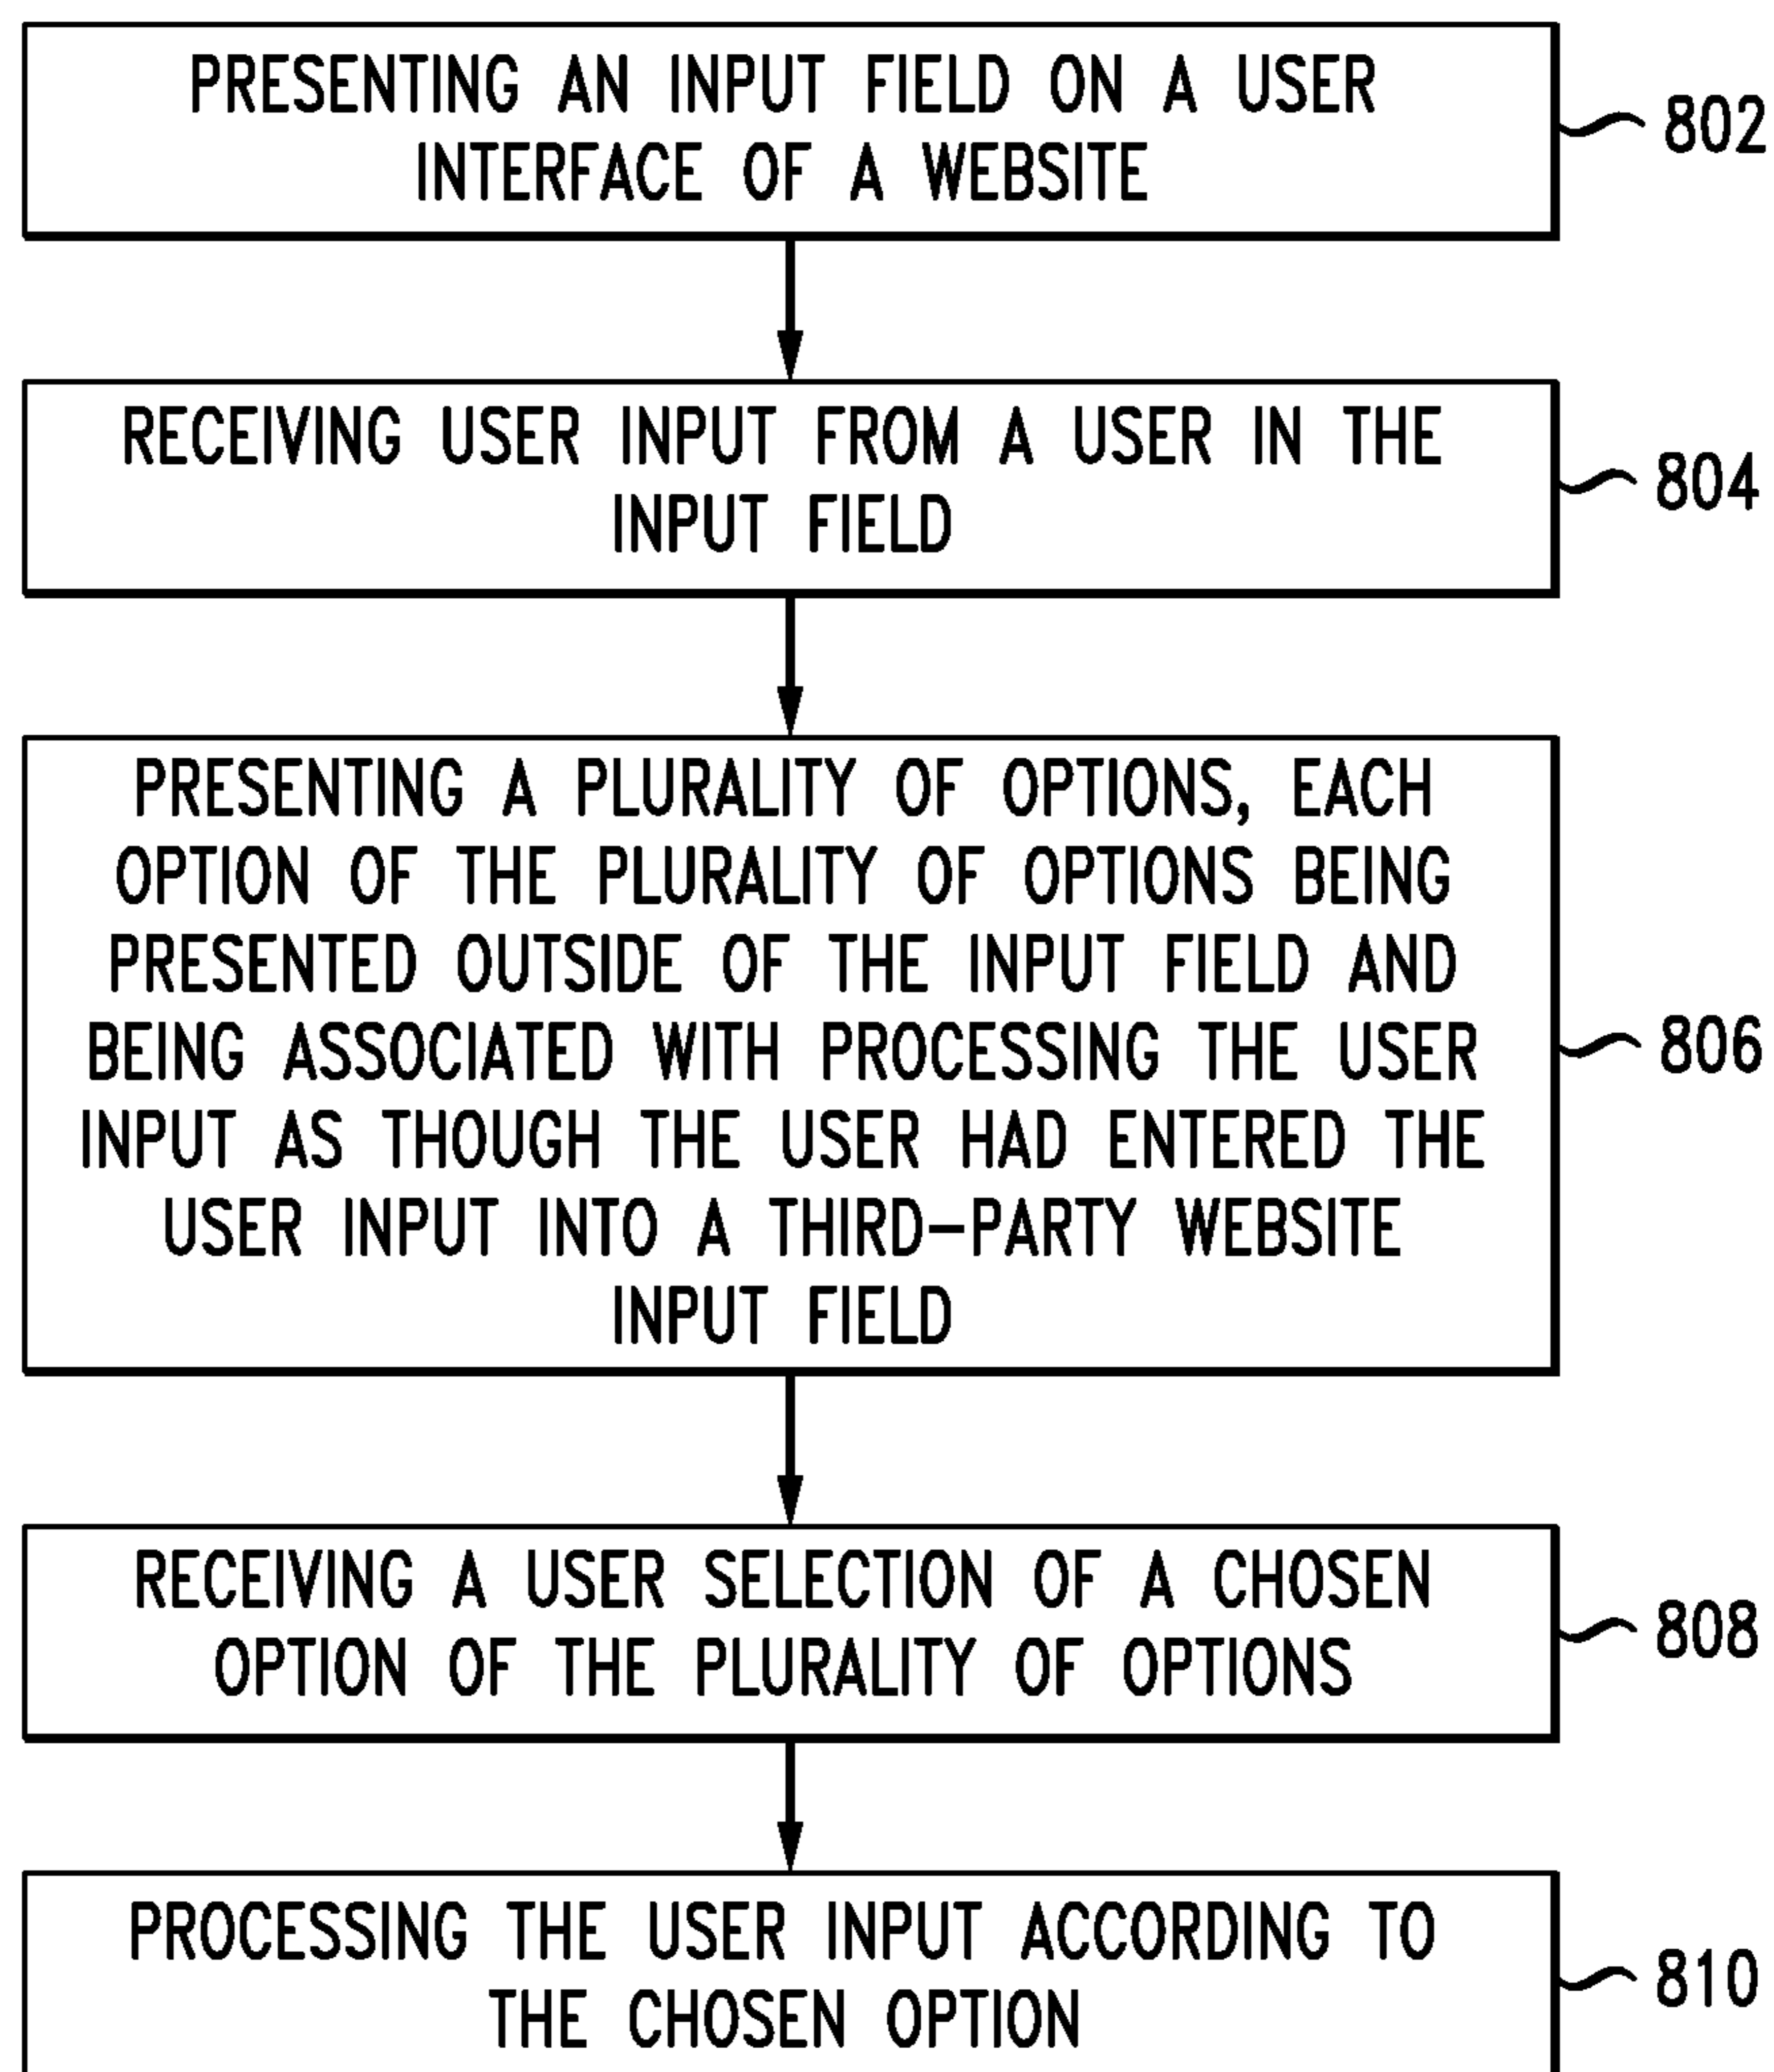 PRESENTING AN INPUT FIELD ON A USER
INTERFACE OF A WEBSITE
802
RECEIVING USER INPUT FROM A USER IN THE
INPUT FIELD
804
PRESENTING A PLURALITY OF OPTIONS, EACH
OPTION OF THE PLURALITY OF OPTIONS BEING
PRESENTED OUTSIDE OF THE INPUT FIELD AND
BEING ASSOCIATED WITH PROCESSING THE USER
INPUT AS THOUGH THE USER HAD ENTERED THE
USER INPUT INTO A THIRD-PARTY WEBSITE
INPUT FIELD
806
RECEIVING A USER SELECTION OF A CHOSEN
OPTION OF THE PLURALITY OF OPTIONS
808
PROCESSING THE USER INPUT ACCORDING TO
THE CHOSEN OPTION
810